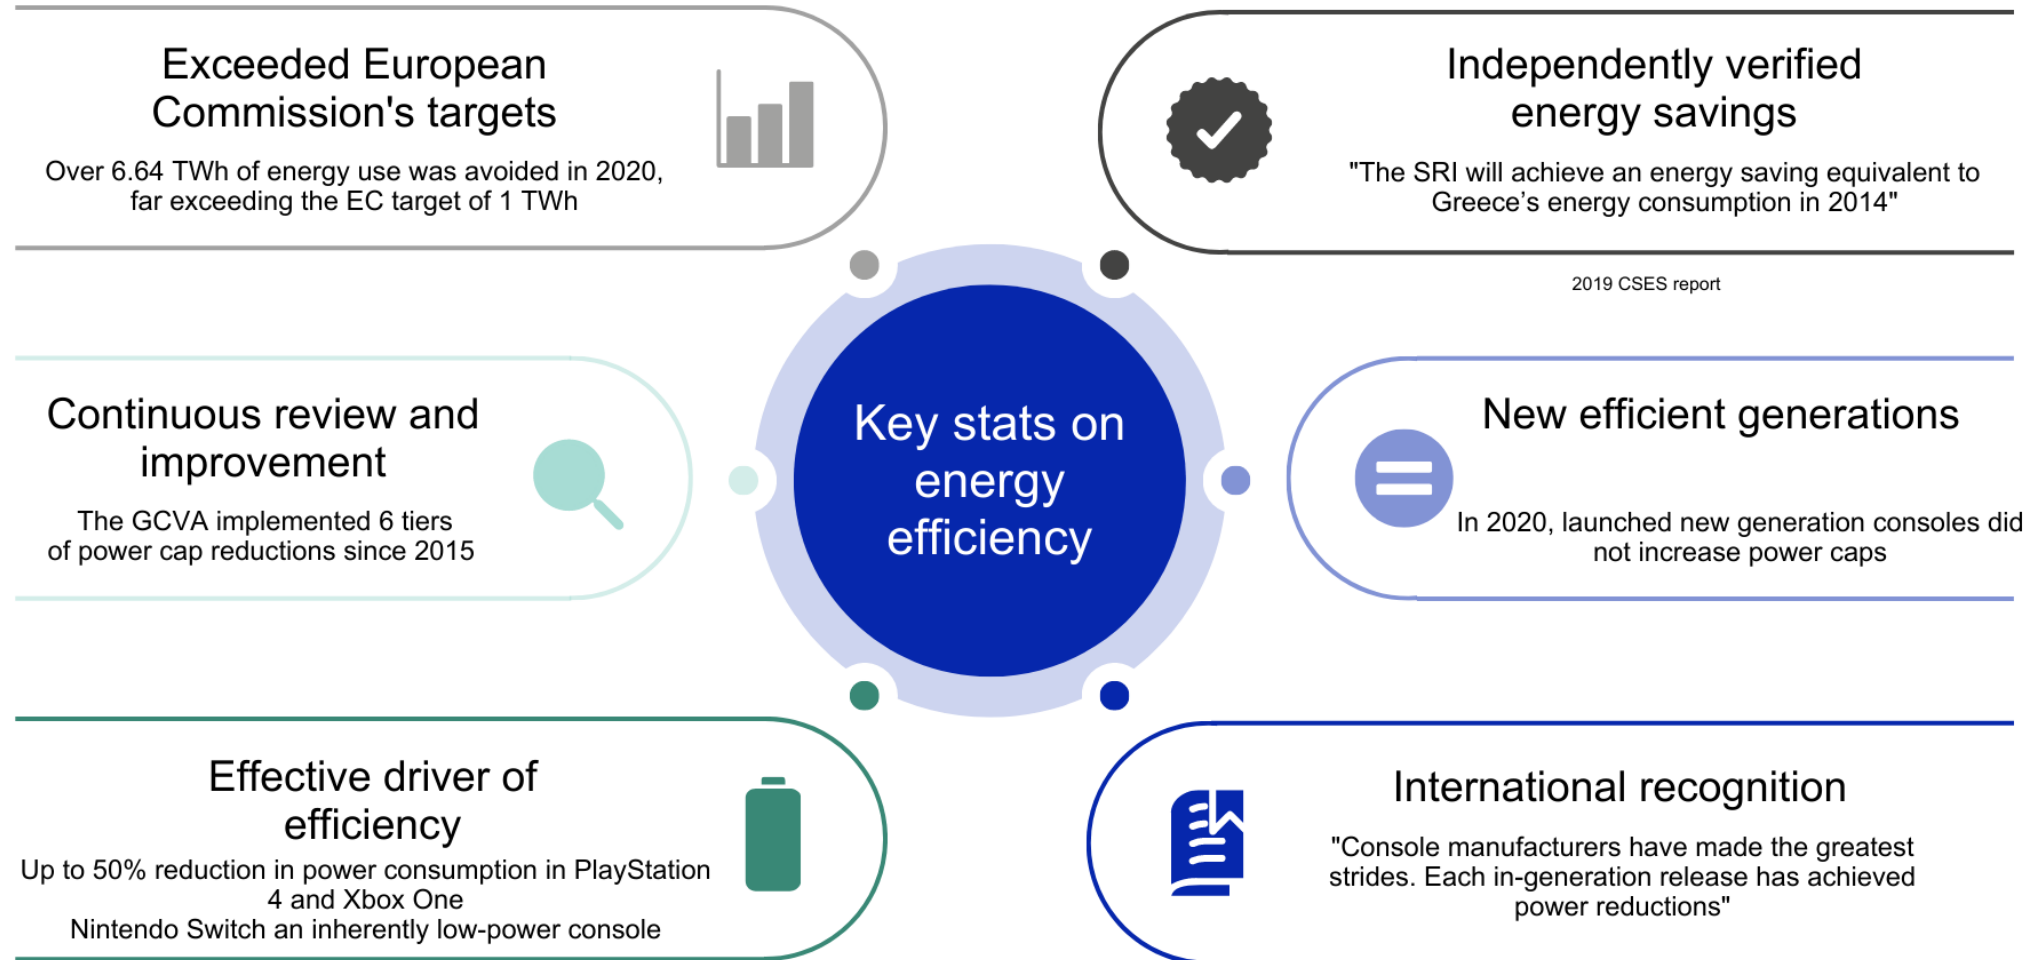 Exceeded European
Commission's targets
Over 6.64 TWh of energy use was avoided in 2020,
far exceeding the EC target of 1 TWh
Independently verified
energy savings
"The SRI will achieve an energy saving equivalent to
Greece’s energy consumption in 2014"
2019 CSES report
Continuous review and
improvement
The GCVA implemented 6 tiers
of power cap reductions since 2015
Key stats on
energy
efficiency
New efficient generations
In 2020, launched new generation consoles did
not increase power caps
Effective driver of
efficiency
Up to 50% reduction in power consumption in PlayStation
4 and Xbox One
Nintendo Switch an inherently low-power console
International recognition
"Console manufacturers have made the greatest
strides. Each in-generation release has achieved
power reductions"